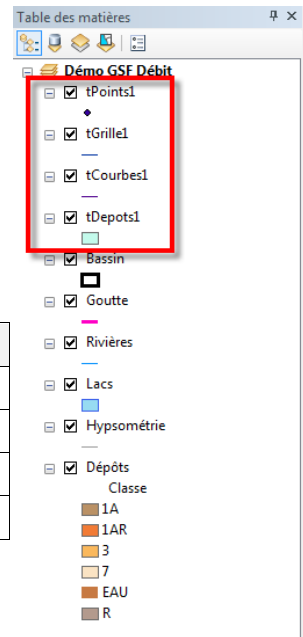 Table des matières
Démo GSF Débit
tPoints1
tGrille1
tCourbes1
tDepots1
Bassin
Goutte
Rivières
Lacs
Hypsométrie
Dépôts
Classe
1A
1AR
3
7
EAU
R